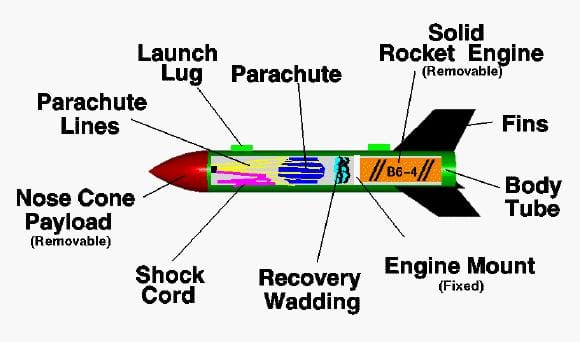 Solid
Rocket Engine
(Removable)
Launch
Lug
Parachute
Parachute
Lines
Fins
//B6-4//
Nose Cone
Payload
(Removable)
Body
Tube
Shock
Cord
Recovery
Wadding
Engine Mount
(Fixed)